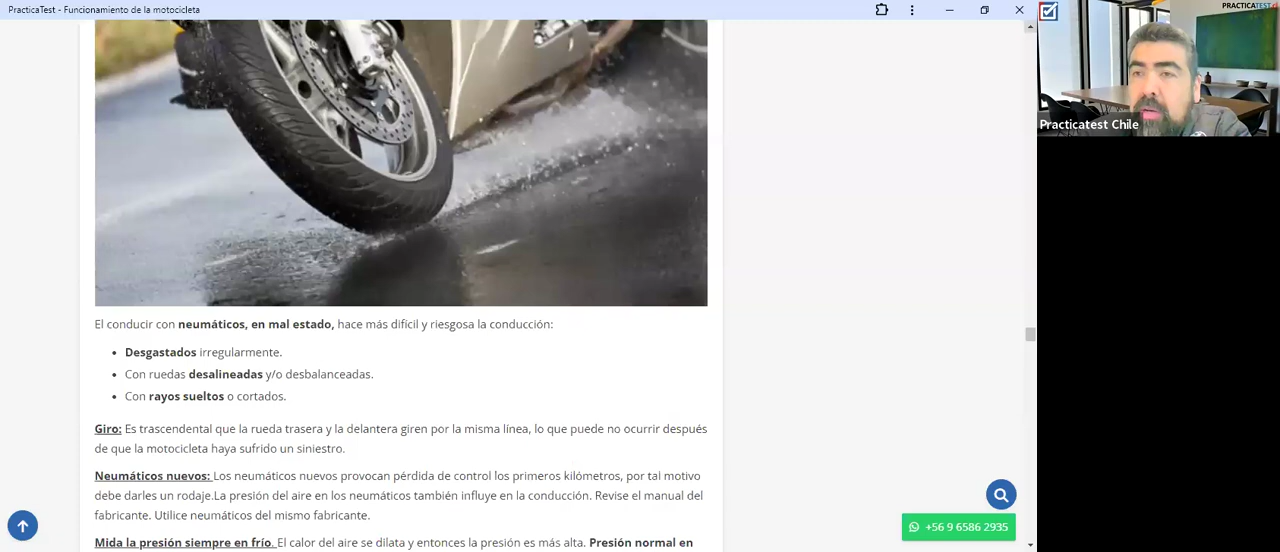 PracticaTest - Funcionamiento de la motocicleta
PRACTICATEST
Practicatest Chile
El conducir con neumáticos, en mal estado, hace más difícil y riesgosa la conducción:
• Desgastados irregularmente.
• Con ruedas desalineadas y/o desbalanceadas.
• Con rayos sueltos o cortados.
Giro: Es trascendental que la rueda trasera y la delantera giren por la misma línea, lo que puede no ocurrir después
de que la motocicleta haya sufrido un siniestro.
Neumáticos nuevos: Los neumáticos nuevos provocan pérdida de control los primeros kilómetros, por tal motivo
debe darles un rodaje.La presión del aire en los neumáticos también influye en la conducción. Revise el manual del
fabricante. Utilice neumáticos del mismo fabricante.
Mida la presión siempre en frío. El calor del aire se dilata y entonces la presión es más alta. Presión normal en
+56 9 6586 2935